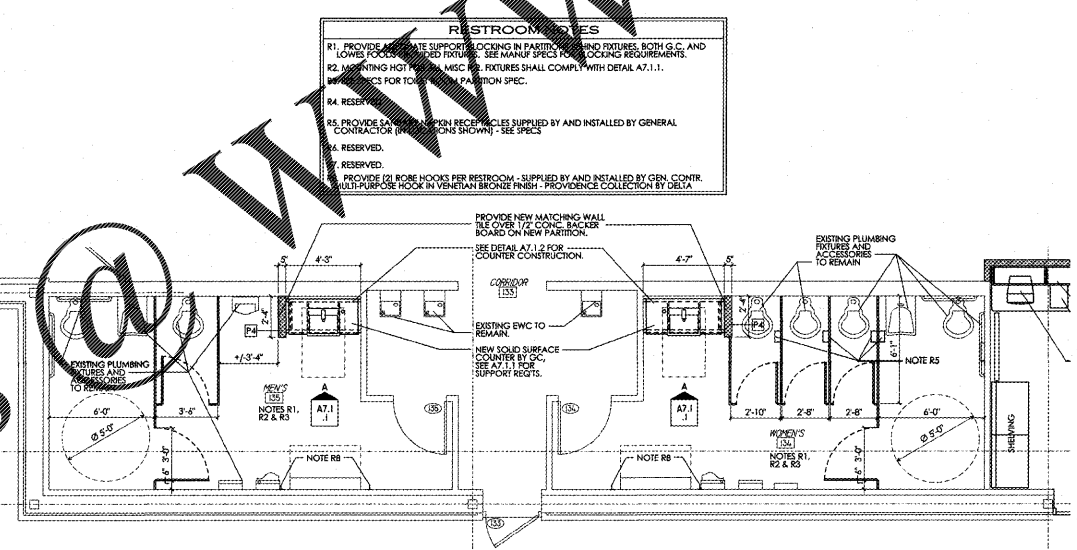 RESTROOM NOTES
R1. PROVIDE ADEQUATE SUPPORT BLOCKING IN PARTITIONS BEHIND FIXTURES, BOTH G.C. AND
LOWES FOODS PROVIDED FIXTURES. SEE MANUF SPECS FOR BLOCKING REQUIREMENTS.
R2. MOUNTING HGT FOR ALL MISC R.R. FIXTURES SHALL COMPLY WITH DETAIL A7.1.1.
R3. SEE SPECS FOR TOILET ROOM PARTITION SPEC.
R4. RESERVED.
R5. PROVIDE SANITARY NAPKIN RECEPTACLES SUPPLIED BY AND INSTALLED BY GENERAL
CONTRACTOR (IN LOCATIONS SHOWN) - SEE SPECS
R6. RESERVED.
R7. RESERVED.
R8. PROVIDE (2) ROBE HOOKS PER RESTROOM - SUPPLIED BY AND INSTALLED BY GEN. CONTR.
MULTI-PURPOSE HOOK IN VENETIAN BRONZE FINISH - PROVIDENCE COLLECTION BY DELTA
@ WWW
PROVIDE NEW MATCHING WALL
TILE OVER 1/2" CONC. BACKER
BOARD ON NEW PARTITION.
SEE DETAIL A7.1.2 FOR
COUNTER CONSTRUCTION.
CORRIDOR
133
EXISTING EWC TO
REMAIN.
NEW SOLID SURFACE
COUNTER BY GC,
SEE A7.1.1 FOR
SUPPORT REQ'TS.
EXISTING PLUMBING
FIXTURES AND
ACCESSORIES
TO REMAIN
5" 4'-3"
4'-7" 5"
2'-4"
2'-4"
P4
P4
+/-3'-4"
6'-1"
NOTE R5
EXISTING PLUMBING
FIXTURES AND
ACCESSORIES
TO REMAIN
MEN'S
135
NOTES R1,
R2 & R3
A
A7.1
.1
135
134
A
A7.1
.1
6'-0" 3'-6"
2'-10" 2'-8" 2'-8" 6'-0"
Ø 5'-0"
Ø 5'-0"
3'-0"
3'-0"
WOMEN'S
134
NOTES R1,
R2 & R3
NOTE R8
NOTE R8
SHELVING
133